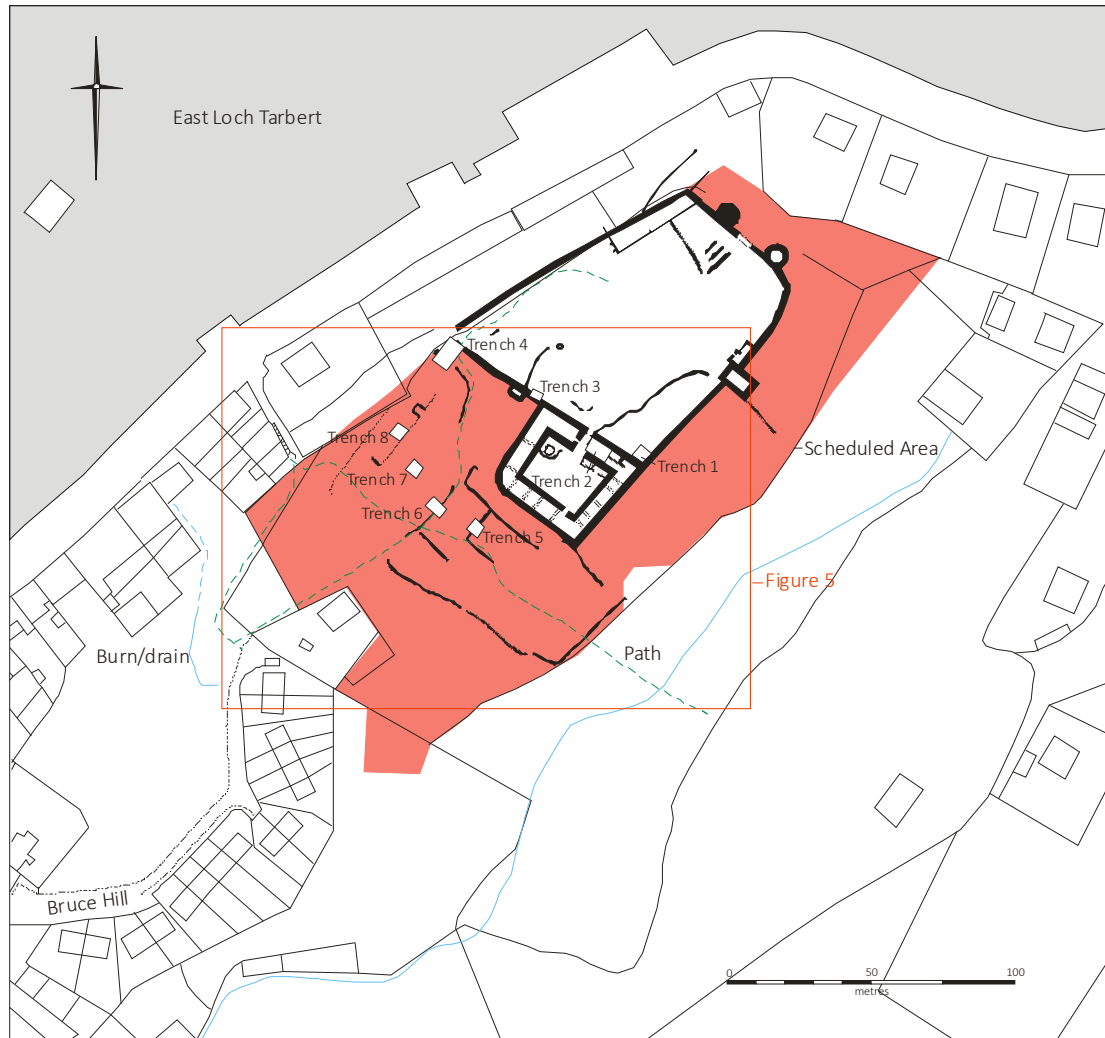 East Loch Tarbert
Trench 4
Trench 3
Trench 8
Scheduled Area
Trench 1
Trench 7
Trench 2
Trench 6
Trench 5
Figure 5
Path
Burn/drain
Bruce Hill
0 50 100
metres